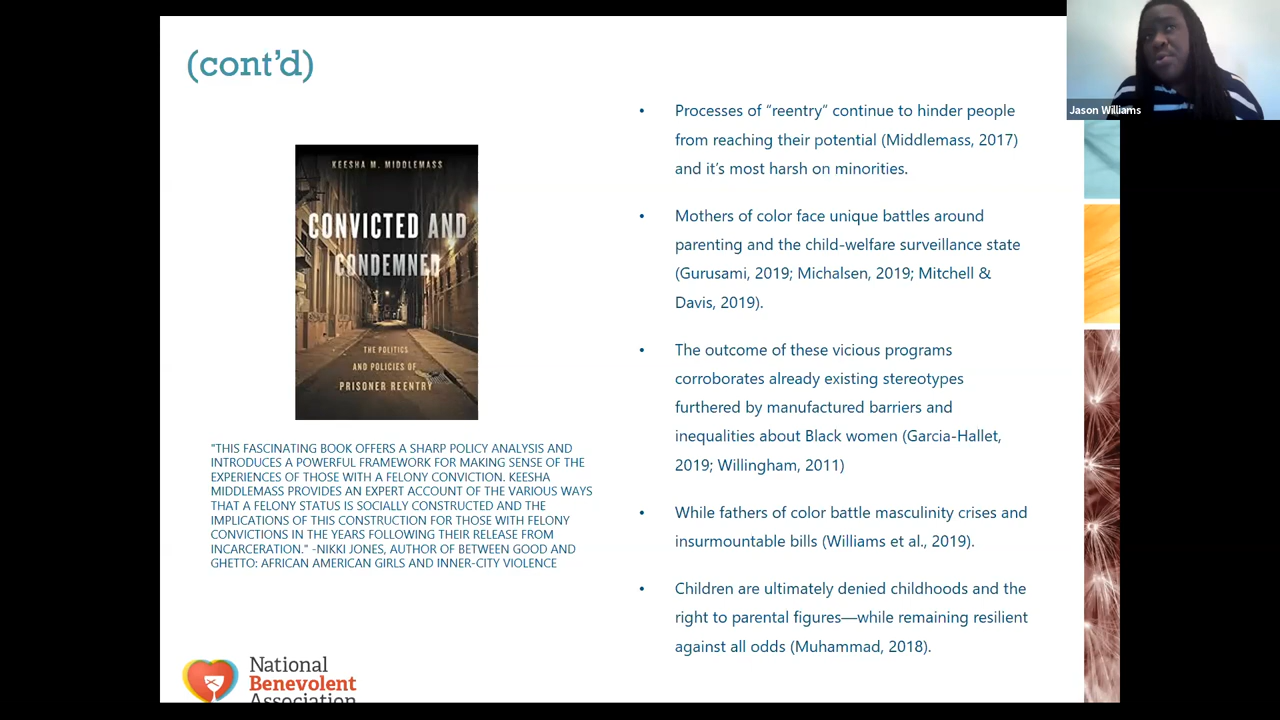 (cont'd)
KEESHA M. MIDDLEMASS
CONVICTED AND
CONDEMNED
THE POLITICS
AND POLICIES OF
PRISONER REENTRY
"THIS FASCINATING BOOK OFFERS A SHARP POLICY ANALYSIS AND
INTRODUCES A POWERFUL FRAMEWORK FOR MAKING SENSE OF THE
EXPERIENCES OF THOSE WITH A FELONY CONVICTION. KEESHA
MIDDLEMASS PROVIDES AN EXPERT ACCOUNT OF THE VARIOUS WAYS
THAT A FELONY STATUS IS SOCIALLY CONSTRUCTED AND THE
IMPLICATIONS OF THIS CONSTRUCTION FOR THOSE WITH FELONY
CONVICTIONS IN THE YEARS FOLLOWING THEIR RELEASE FROM
INCARCERATION." -NIKKI JONES, AUTHOR OF BETWEEN GOOD AND
GHETTO: AFRICAN AMERICAN GIRLS AND INNER-CITY VIOLENCE
National
Benevolent
Association
• Processes of "reentry" continue to hinder people
from reaching their potential (Middlemass, 2017)
and it's most harsh on minorities.
• Mothers of color face unique battles around
parenting and the child-welfare surveillance state
(Gurusami, 2019; Michalsen, 2019; Mitchell &
Davis, 2019).
• The outcome of these vicious programs
corroborates already existing stereotypes
furthered by manufactured barriers and
inequalities about Black women (Garcia-Hallet,
2019; Willingham, 2011)
• While fathers of color battle masculinity crises and
insurmountable bills (Williams et al., 2019).
• Children are ultimately denied childhoods and the
right to parental figures—while remaining resilient
against all odds (Muhammad, 2018).
Jason Williams